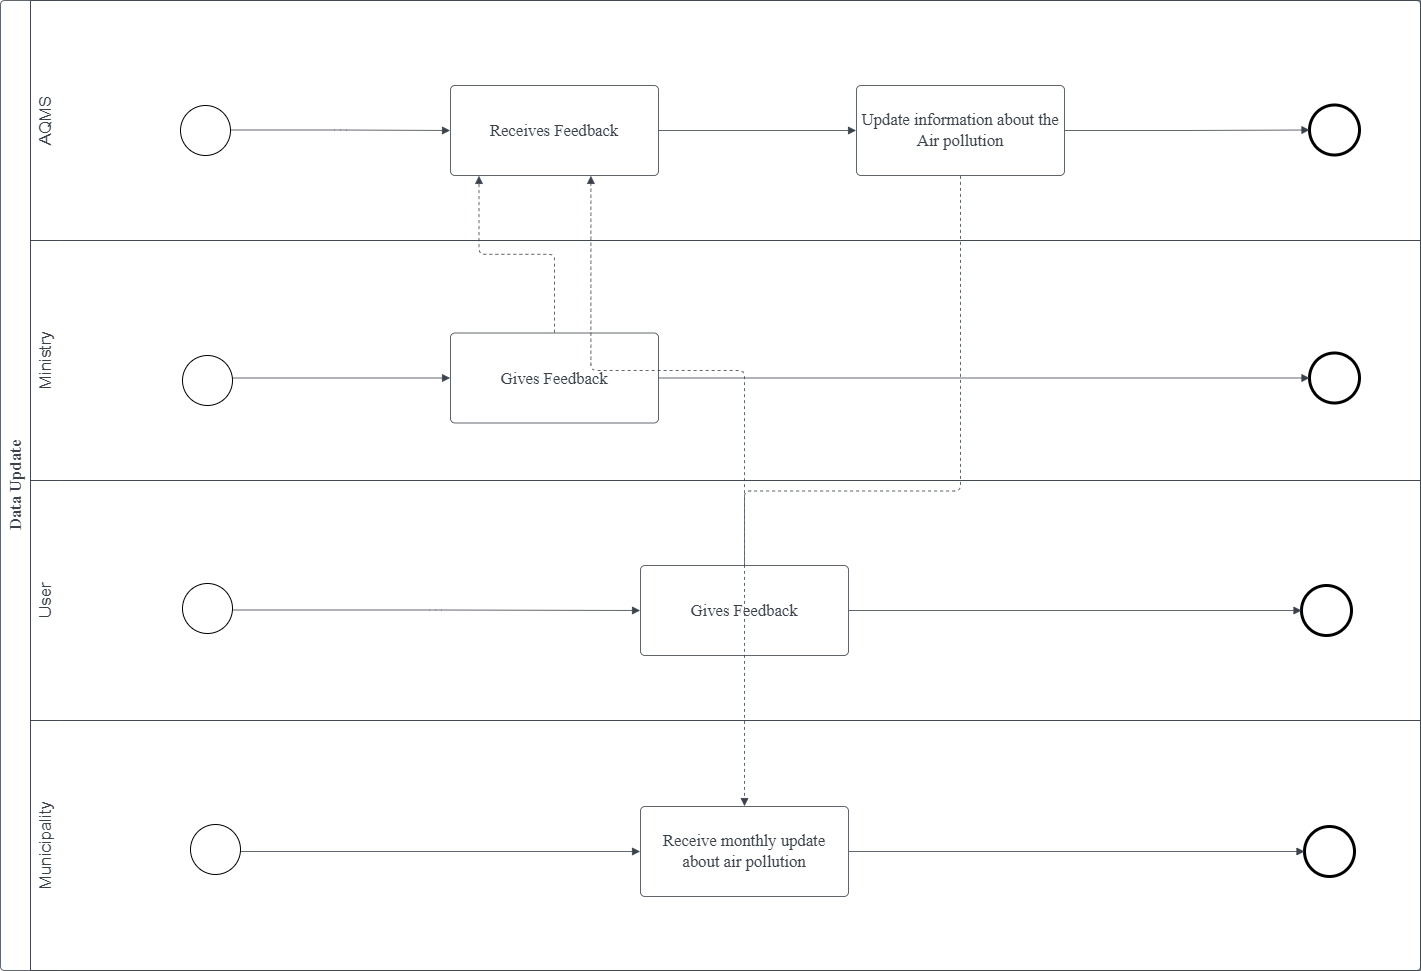 Data Update
AQMS
Receives Feedback
Update information about the
Air pollution
Ministry
Gives Feedback
User
Gives Feedback
Municipality
Receive monthly update
about air pollution